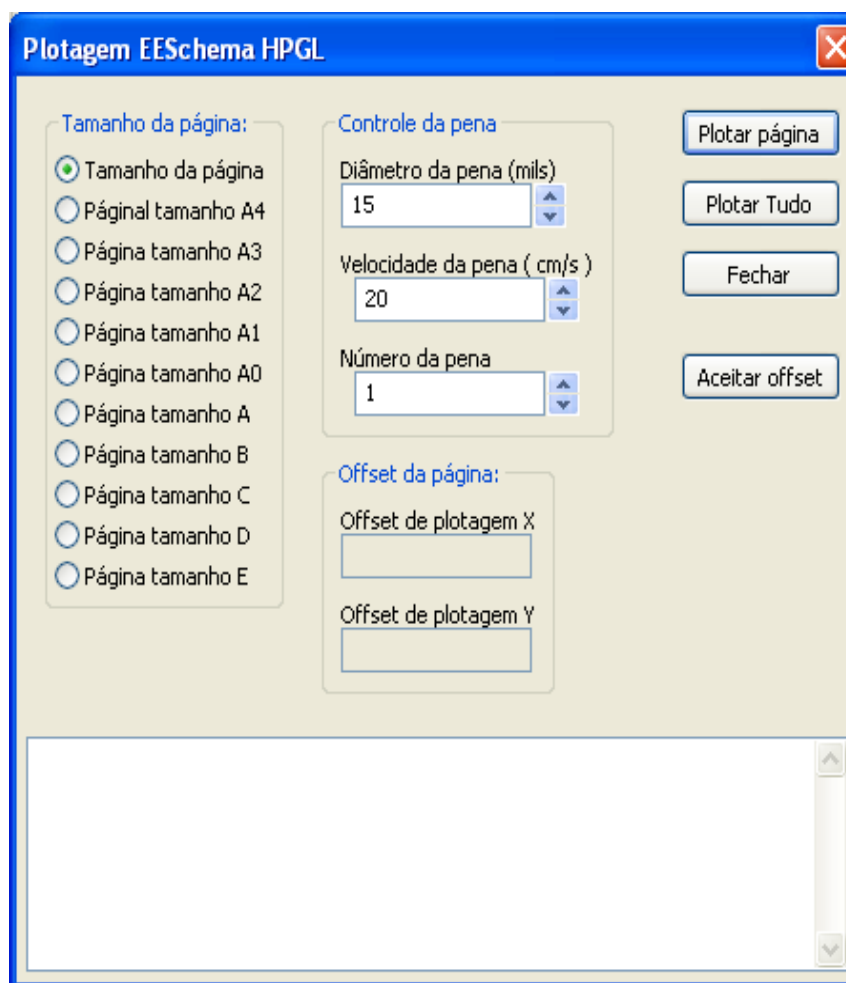 Plotagem EESchema HPGL
Tamanho da página:
Tamanho da página
Páginal tamanho A4
Página tamanho A3
Página tamanho A2
Página tamanho A1
Página tamanho A0
Página tamanho A
Página tamanho B
Página tamanho C
Página tamanho D
Página tamanho E
Controle da pena
Diâmetro da pena (mils)
15
Velocidade da pena ( cm/s )
20
Número da pena
1
Offset da página:
Offset de plotagem X
Offset de plotagem Y
Plotar página
Plotar Tudo
Fechar
Aceitar offset